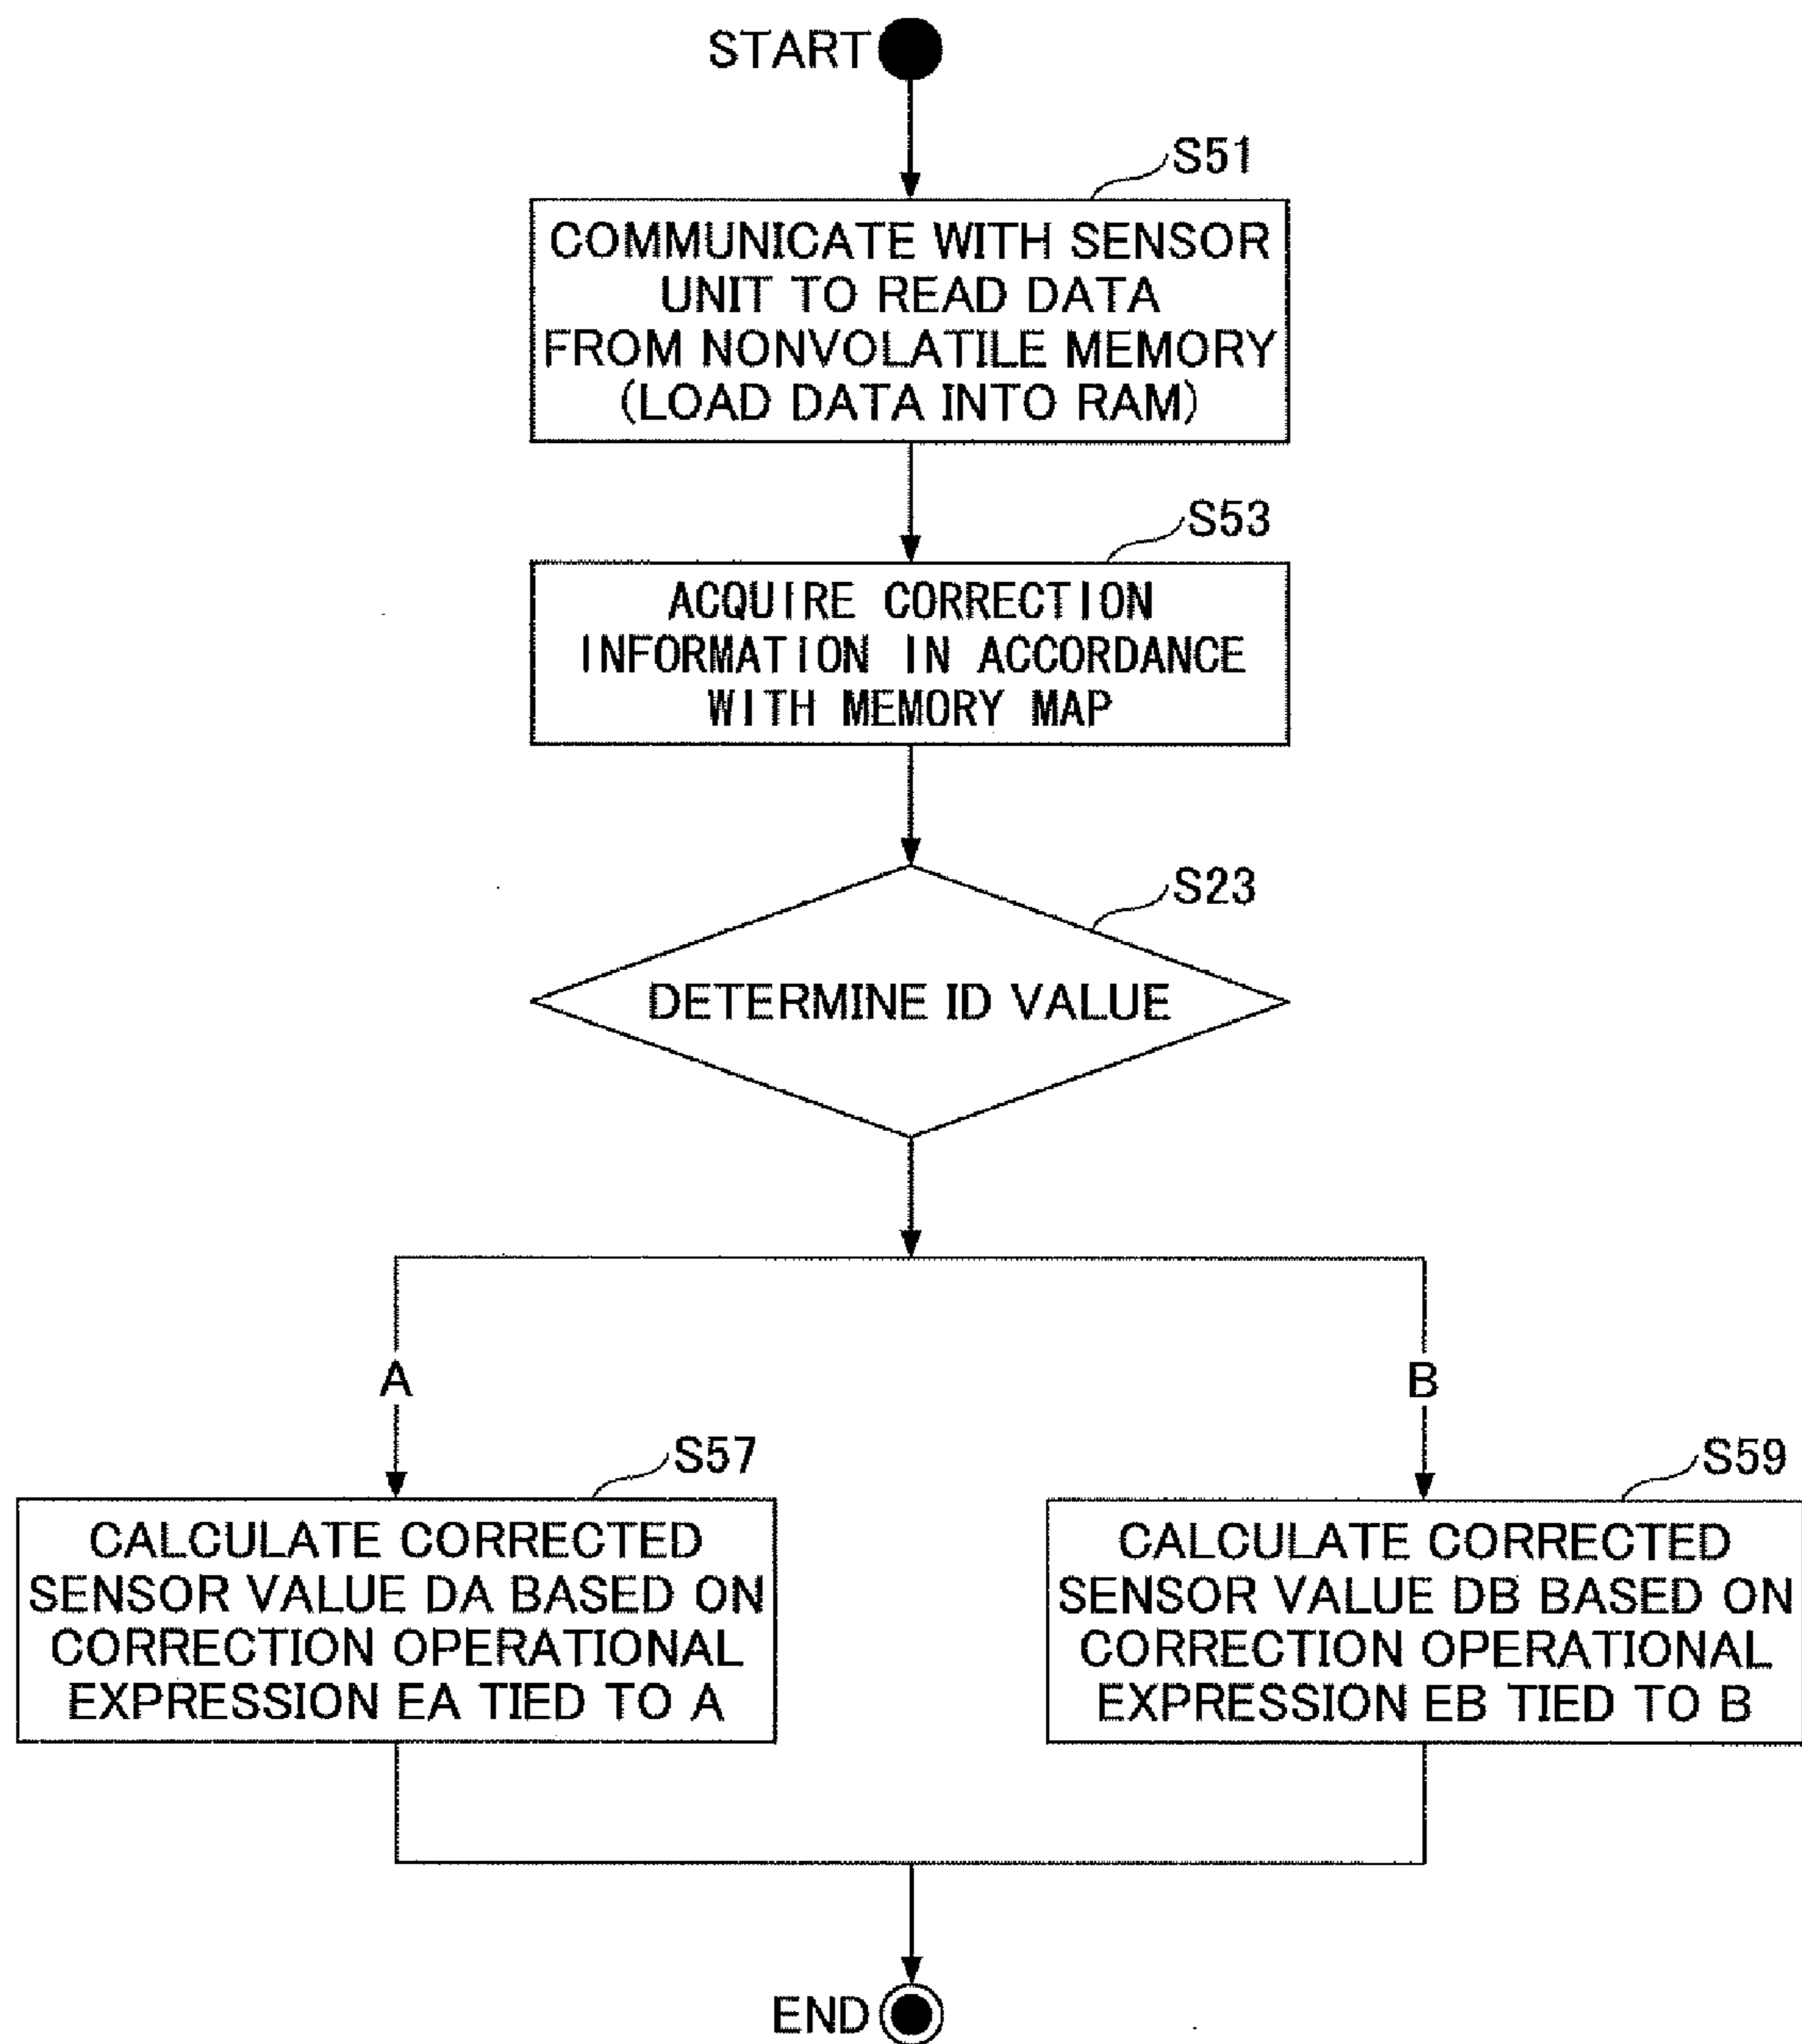 START
S51
COMMUNICATE WITH SENSOR
UNIT TO READ DATA
FROM NONVOLATILE MEMORY
(LOAD DATA INTO RAM)
S53
ACQUIRE CORRECTION
INFORMATION IN ACCORDANCE
WITH MEMORY MAP
S23
DETERMINE ID VALUE
A
B
S57
CALCULATE CORRECTED
SENSOR VALUE DA BASED ON
CORRECTION OPERATIONAL
EXPRESSION EA TIED TO A
S59
CALCULATE CORRECTED
SENSOR VALUE DB BASED ON
CORRECTION OPERATIONAL
EXPRESSION EB TIED TO B
END